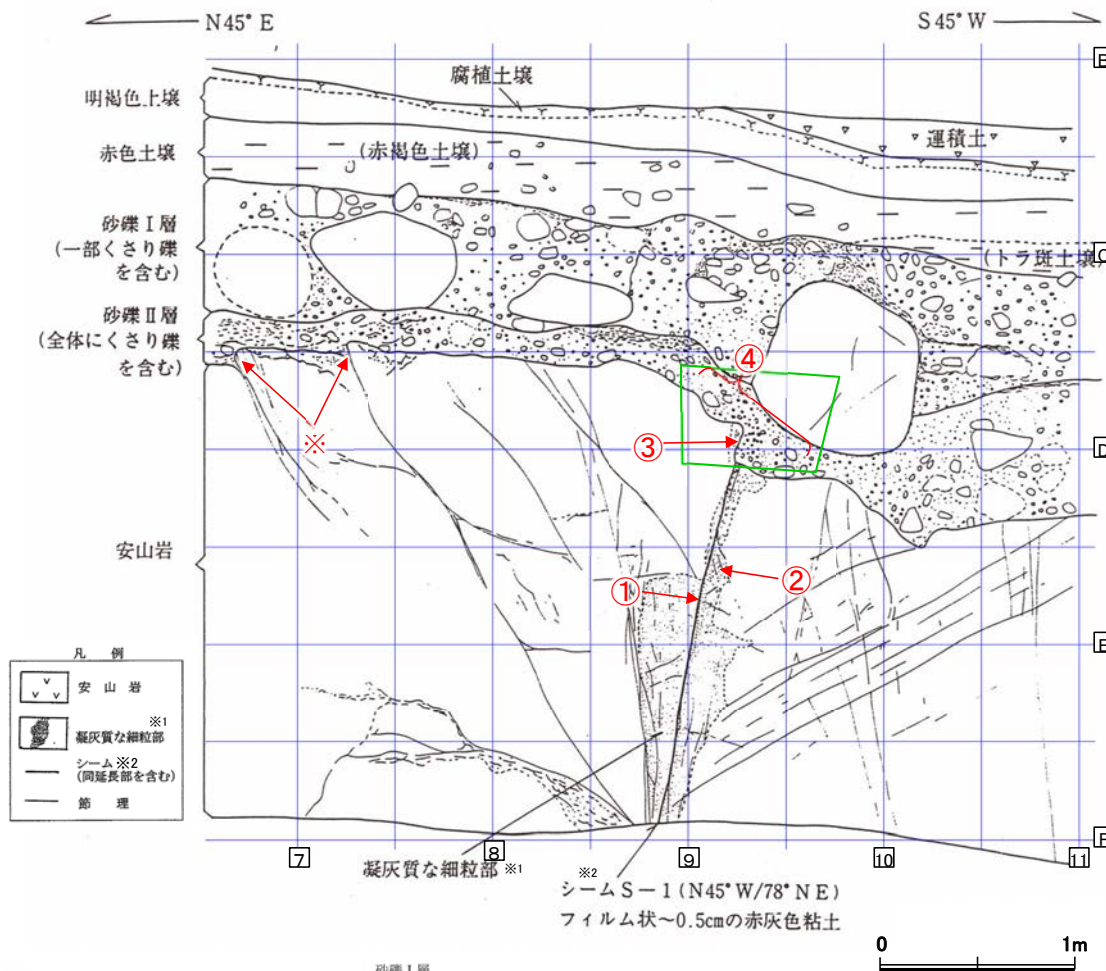 N45°E
S45°W
E
腐植土壌
明褐色土壌
運積土
赤色土壌
(赤褐色土壌)
砂礫Ⅰ層
(一部くさり礫
を含む)
C
(トラ斑土壌)
砂礫Ⅱ層
(全体にくさり礫
を含む)
④
※
③
D
安山岩
①
②
E
凡 例
安 山 岩
凝灰質な細粒部 ※1
シーム ※2
(同延長部を含む)
節 理
F
7
8
9
10
11
凝灰質な細粒部 ※1
※2
シームS-1(N45°W/78°NE)
フィルム状~0.5cmの赤灰色粘土
0
1m
砂礫Ⅰ層